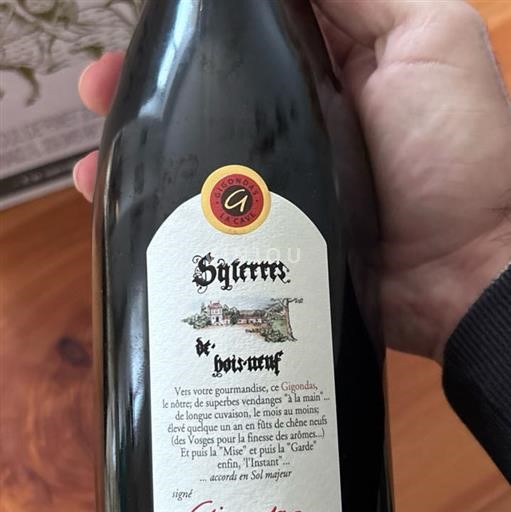 GIGONDAS
G
LA CAVE
de
bois-neuf
Vers votre gourmandise, ce Gigondas,
le nôtre; de superbes vendanges "à la main"...
de longue cuvaison, le mois au moins;
élevé quelque un an en fûts de chêne neufs
(des Vosges pour la finesse des arômes...)
Et puis la "Mise" et puis la "Garde"
enfin, 'l'Instant"...
... accords en Sol majeur
signé
Gigondas